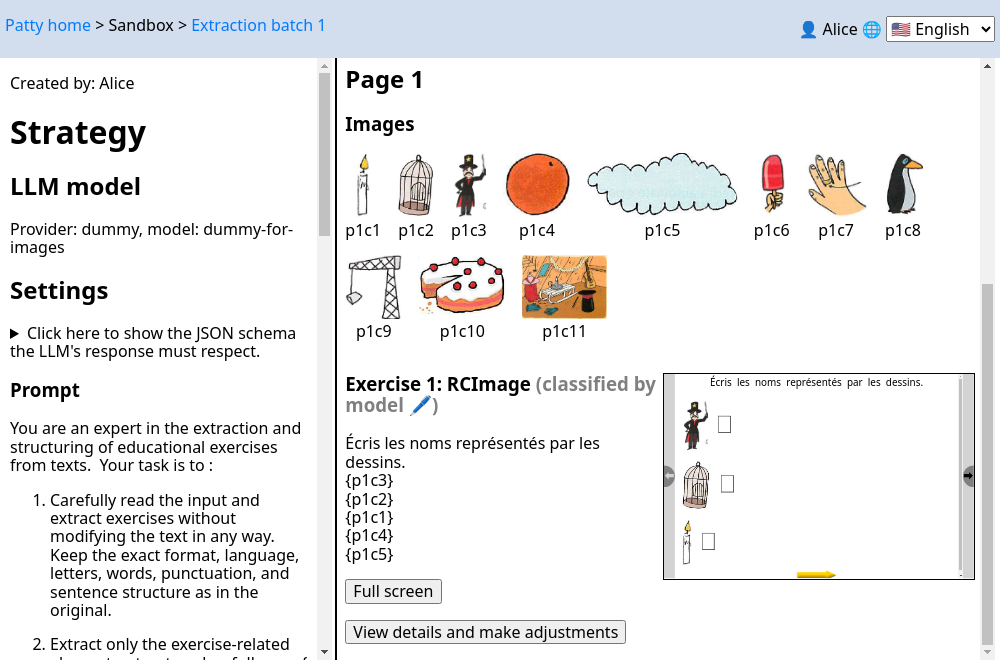 Patty home > Sandbox > Extraction batch 1
👤 Alice 🌐 🇺🇸 English
Created by: Alice
Strategy
LLM model
Provider: dummy, model: dummy-for-
images
Settings
▶ Click here to show the JSON schema
the LLM's response must respect.
Prompt
You are an expert in the extraction and
structuring of educational exercises
from texts.  Your task is to :
1. Carefully read the input and
extract exercises without
modifying the text in any way.
Keep the exact format, language,
letters, words, punctuation, and
sentence structure as in the
original.
2. Extract only the exercise-related
Page 1
Images
p1c1 p1c2 p1c3 p1c4 p1c5 p1c6 p1c7 p1c8
p1c9 p1c10 p1c11
Exercise 1: RCImage (classified by
model 🖊️)
Écris les noms représentés par les
dessins.
{p1c3}
{p1c2}
{p1c1}
{p1c4}
{p1c5}
Full screen
View details and make adjustments
Écris les noms représentés par les dessins.